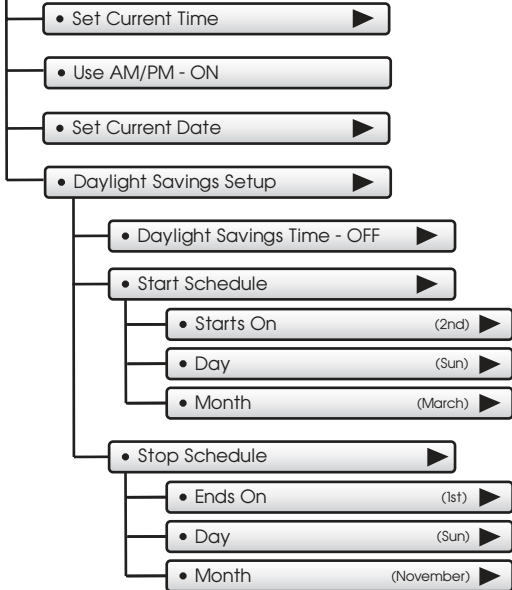 • Set Current Time
• Use AM/PM - ON
• Set Current Date
• Daylight Savings Setup
• Daylight Savings Time - OFF
• Start Schedule
• Starts On (2nd)
• Day (Sun)
• Month (March)
• Stop Schedule
• Ends On (1st)
• Day (Sun)
• Month (November)